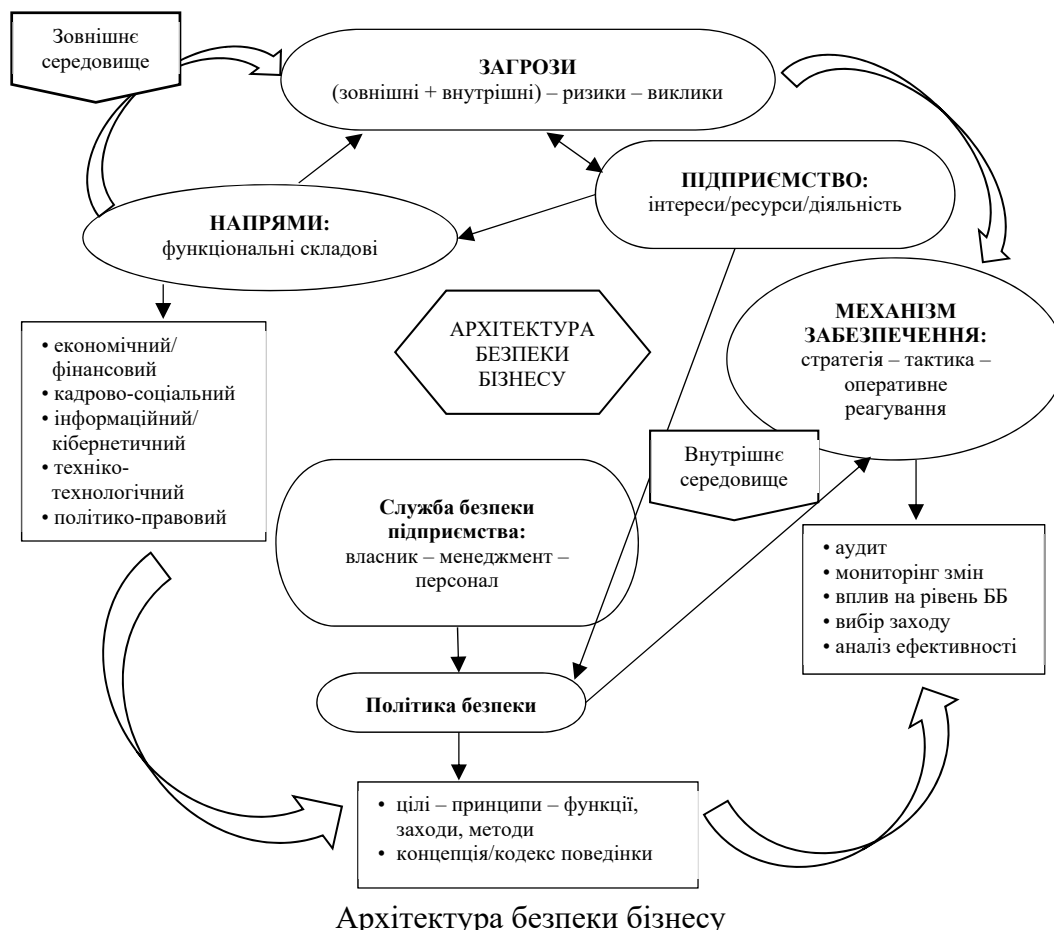 Зовнішнє
середовище
ЗАГРОЗИ
(зовнішні + внутрішні) – ризики – виклики
ПІДПРИЄМСТВО:
інтереси/ресурси/діяльність
НАПРЯМИ:
функціональні складові
МЕХАНІЗМ
ЗАБЕЗПЕЧЕННЯ:
стратегія – тактика –
оперативне
реагування
АРХІТЕКТУРА
БЕЗПЕКИ
БІЗНЕСУ
• економічний/
фінансовий
• кадрово-соціальний
• інформаційний/
кібернетичний
• техніко-
технологічний
• політико-правовий
Внутрішнє
середовище
Служба безпеки
підприємства:
власник – менеджмент –
персонал
• аудит
• мониторінг змін
• вплив на рівень ББ
• вибір заходу
• аналіз ефективності
Політика безпеки
• цілі – принципи – функції,
заходи, методи
• концепція/кодекс поведінки
Архітектура безпеки бізнесу